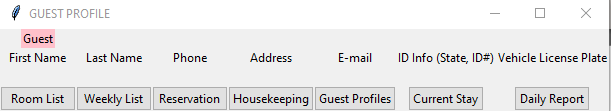 GUEST PROFILE
Guest
First Name Last Name Phone Address E-mail ID Info (State, ID#) Vehicle License Plate
Room List Weekly List Reservation Housekeeping Guest Profiles Current Stay Daily Report